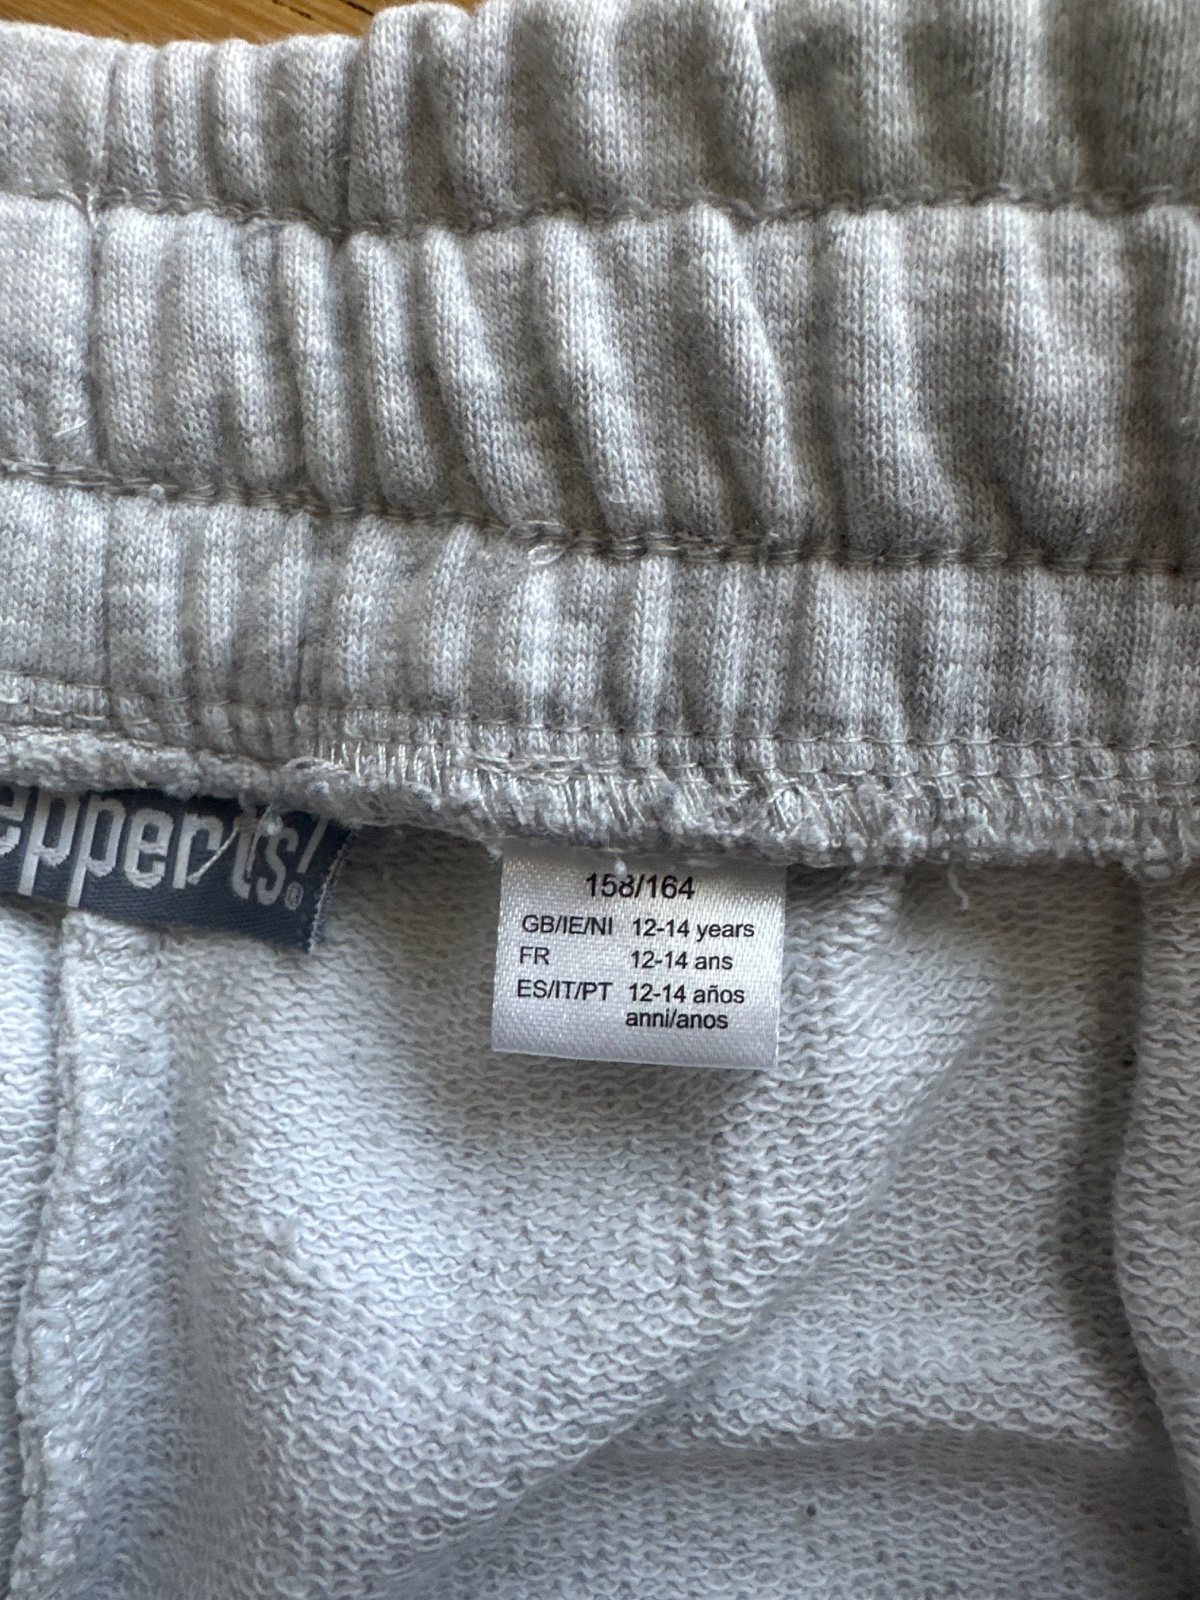 epperts!®
158/164
GB/IE/NI 12-14 years
FR 12-14 ans
ES/IT/PT 12-14 años
anni/anos